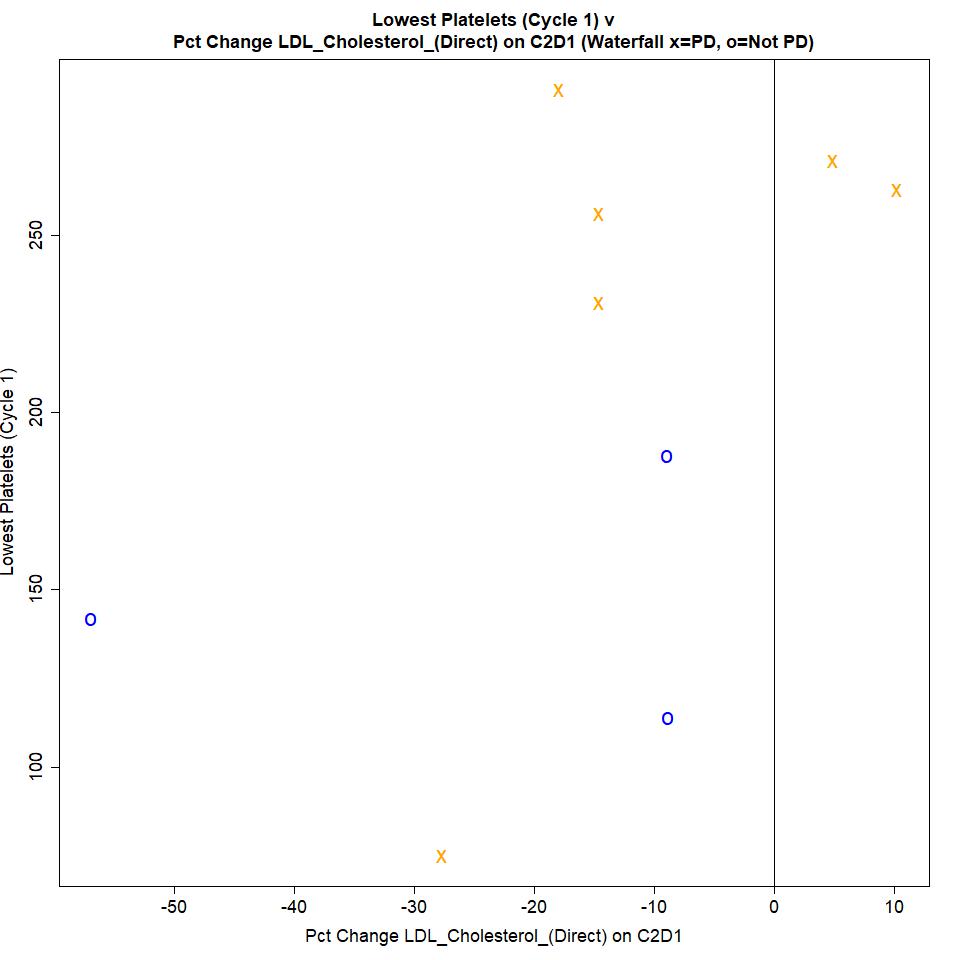 Lowest Platelets (Cycle 1) v
Pct Change LDL_Cholesterol_(Direct) on C2D1 (Waterfall x=PD, o=Not PD)
Lowest Platelets (Cycle 1)
250
200
150
100
X
X
X
X
X
O
O
O
X
-50
-40
-30
-20
-10
0
10
Pct Change LDL_Cholesterol_(Direct) on C2D1